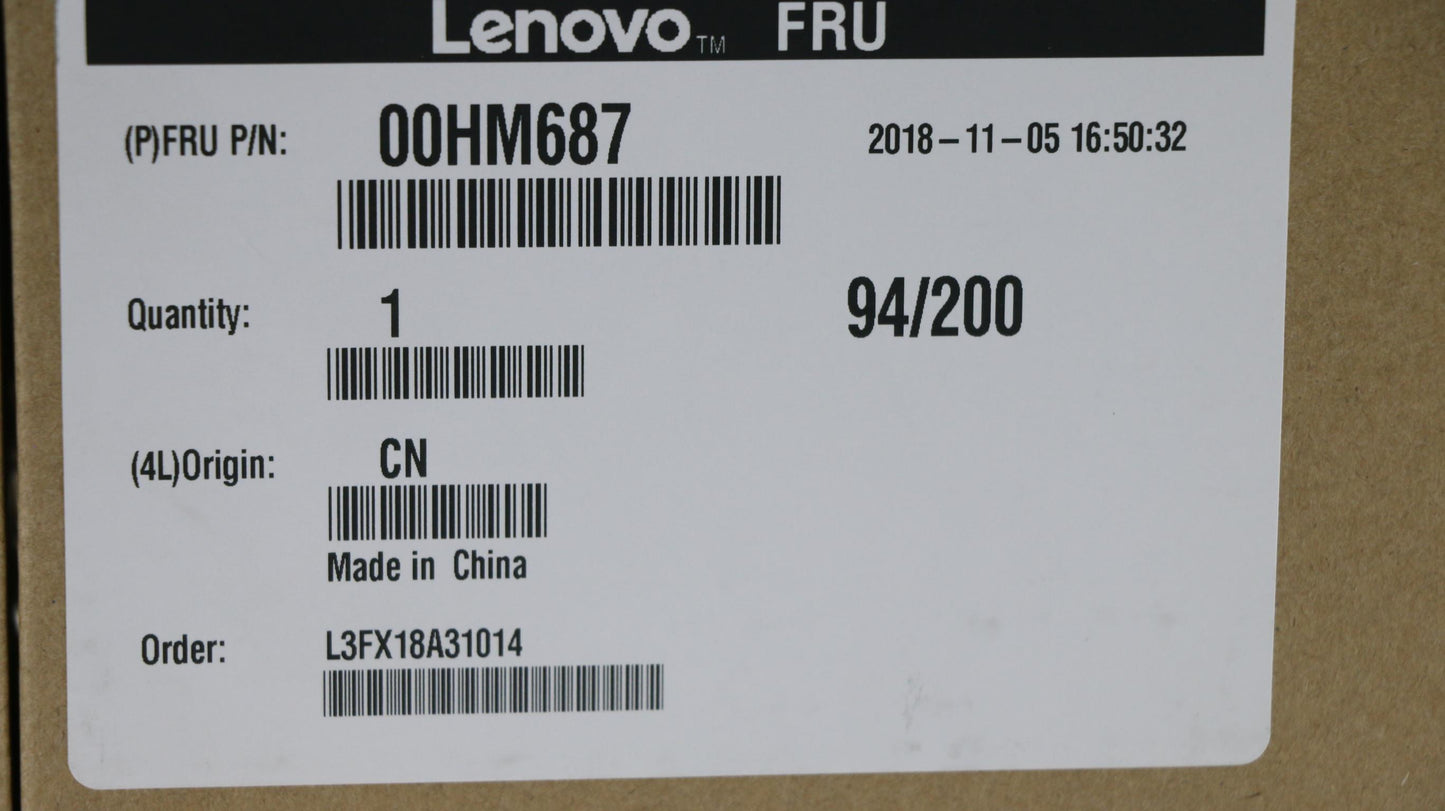 Lenovo™ FRU
(P)FRU P/N: 00HM687 2018-11-05 16:50:32
Quantity: 1 94/200
(4L)Origin: CN
Made in China
Order: L3FX18A31014